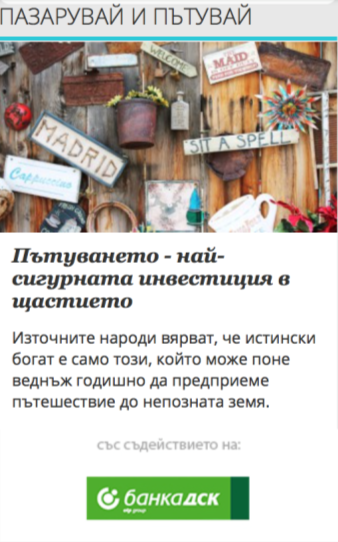 ПАЗАРУВАЙ И ПЪТУВАЙ
WELCOME
MAID
MADRID
SIT A SPELL
Cappuccino
Пътуването - най-
сигурната инвестиция в
щастието
Източните народи вярват, че истински
богат е само този, който може поне
веднъж годишно да предприеме
пътешествие до непозната земя.
със съдействието на:
банкадск
otp group